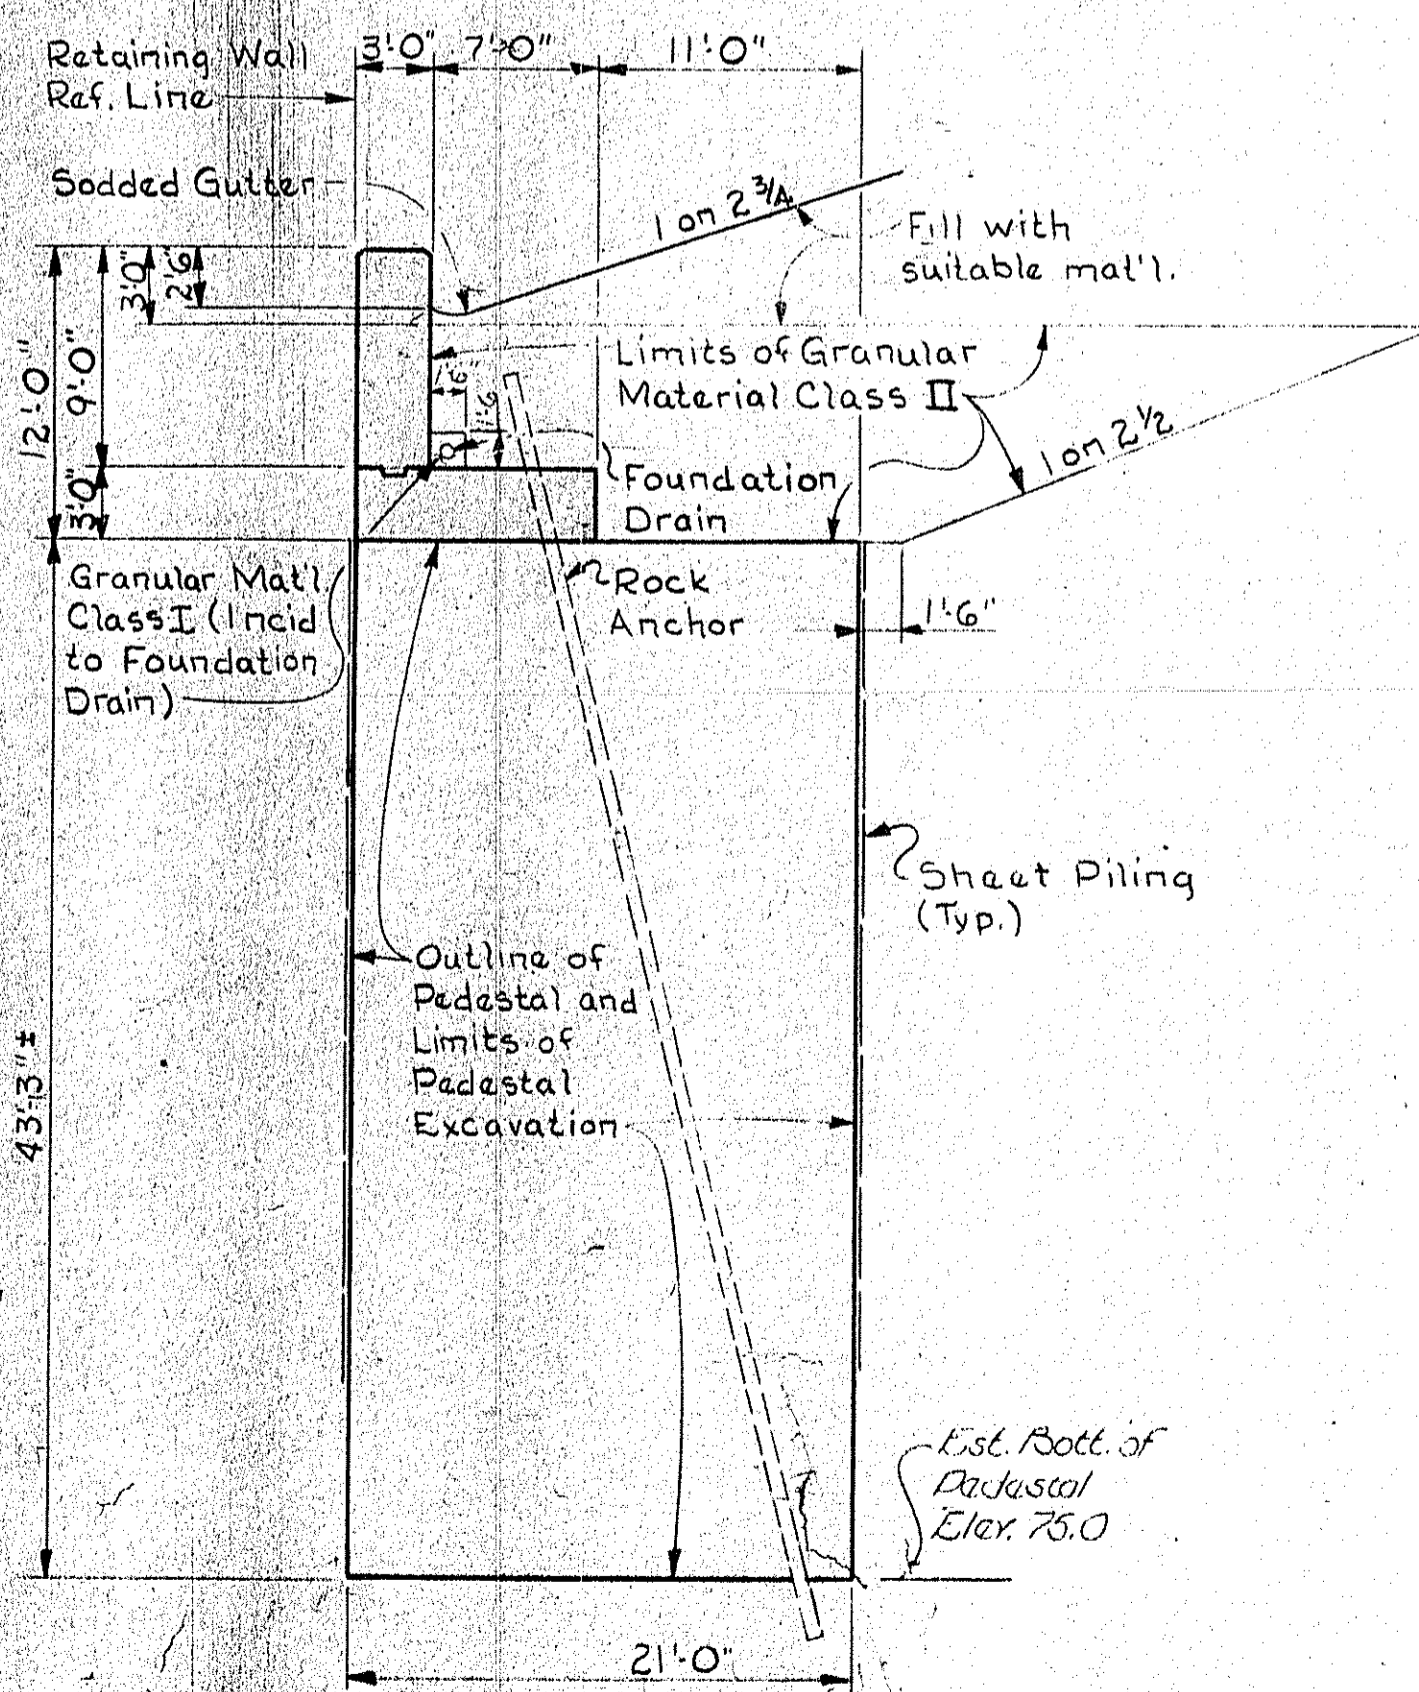 Retaining Wall
Ref. Line
3'-0" 7'-0" 11'-0"
Sodded Gutter
1 on 2 3/4
Fill with
suitable mat'l.
3'-0"
2'-6"
12'-0"
9'-0"
3'-0"
Limits of Granular
Material Class II
6"
1'-6"
1 on 2 1/2
Foundation
Drain
Granular Mat'l
Class I (Incid
to Foundation
Drain)
Rock
Anchor
1'-6"
Sheet Piling
(Typ.)
Outline of
Pedestal and
Limits of
Pedestal
Excavation
43'-3" ±
Est. Bott. of
Pedestal
Elev. 75.0
21'-0"